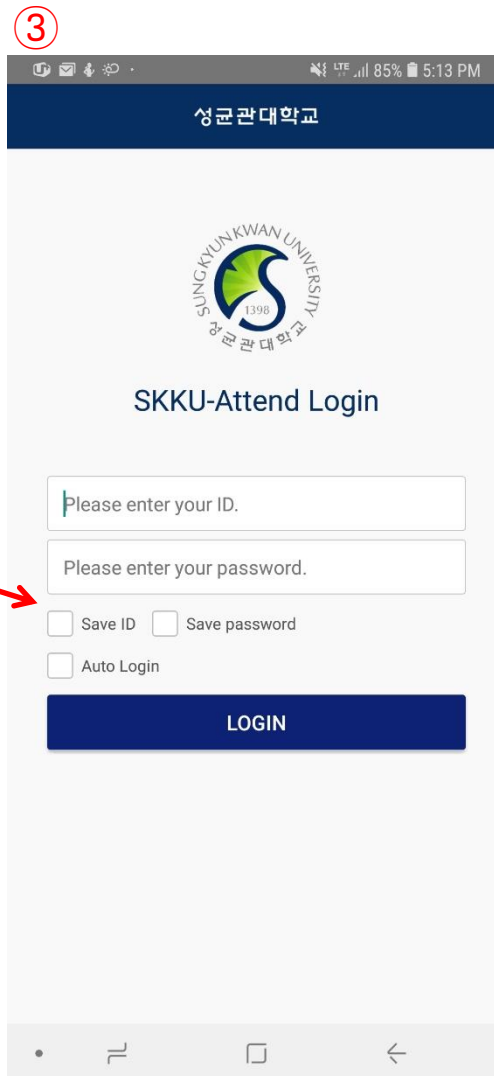 ③
LTE 85% 5:13 PM
성균관대학교
SUNGKYUNKWAN UNIVERSITY
1398
성균관대학교
SKKU-Attend Login
Please enter your ID.
Please enter your password.
Save ID Save password
Auto Login
LOGIN